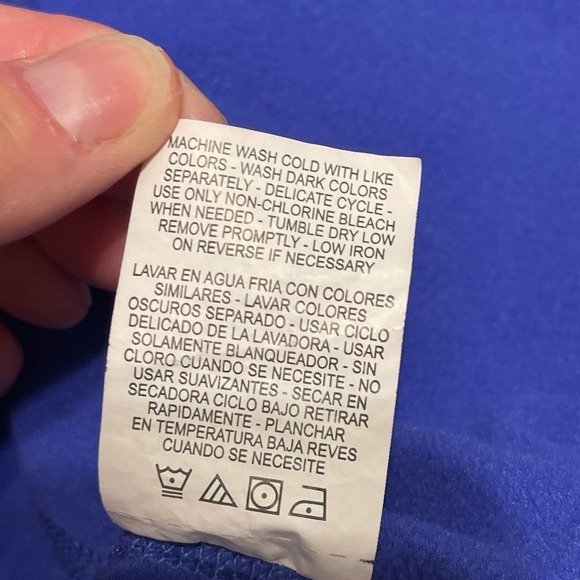 MACHINE WASH COLD WITH LIKE
COLORS - WASH DARK COLORS
SEPARATELY - DELICATE CYCLE -
USE ONLY NON-CHLORINE BLEACH
WHEN NEEDED - TUMBLE DRY LOW
REMOVE PROMPTLY - LOW IRON
ON REVERSE IF NECESSARY
LAVAR EN AGUA FRIA CON COLORES
SIMILARES - LAVAR COLORES
OSCUROS SEPARADO - USAR CICLO
DELICADO DE LA LAVADORA - USAR
SOLAMENTE BLANQUEADOR - SIN
CLORO CUANDO SE NECESITE - NO
USAR SUAVIZANTES - SECAR EN
SECADORA CICLO BAJO RETIRAR
RAPIDAMENTE - PLANCHAR
EN TEMPERATURA BAJA REVES
CUANDO SE NECESITE